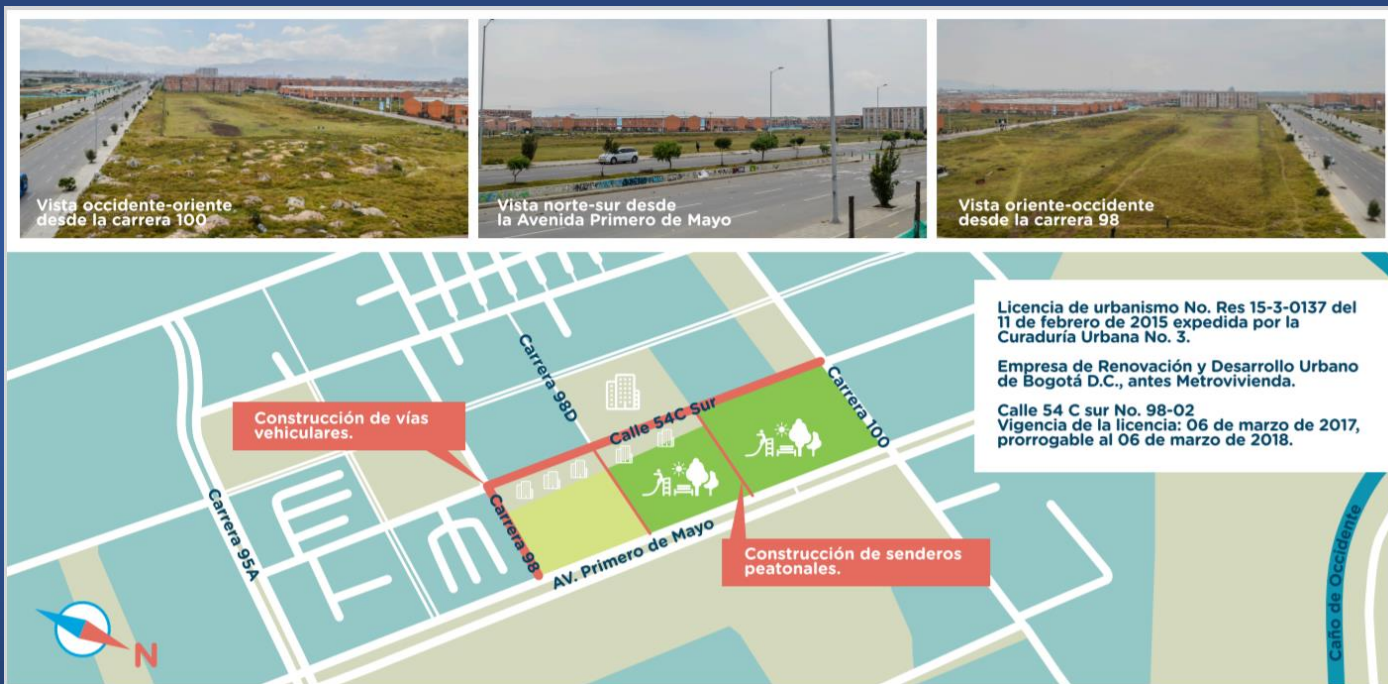 Vista occidente-oriente
desde la carrera 100
Vista norte-sur desde
la Avenida Primero de Mayo
Vista oriente-occidente
desde la carrera 98
Licencia de urbanismo No. Res 15-3-0137 del
11 de febrero de 2015 expedida por la
Curaduría Urbana No. 3.
Empresa de Renovación y Desarrollo Urbano
de Bogotá D.C., antes Metrovivienda.
Calle 54 C sur No. 98-02
Vigencia de la licencia: 06 de marzo de 2017,
prorrogable al 06 de marzo de 2018.
Carrera 98D
Construcción de vías
vehiculares.
Calle 54C Sur
Carrera 100
Carrera 95A
Carrera 98
AV. Primero de Mayo
Construcción de senderos
peatonales.
Caño de Occidente
N